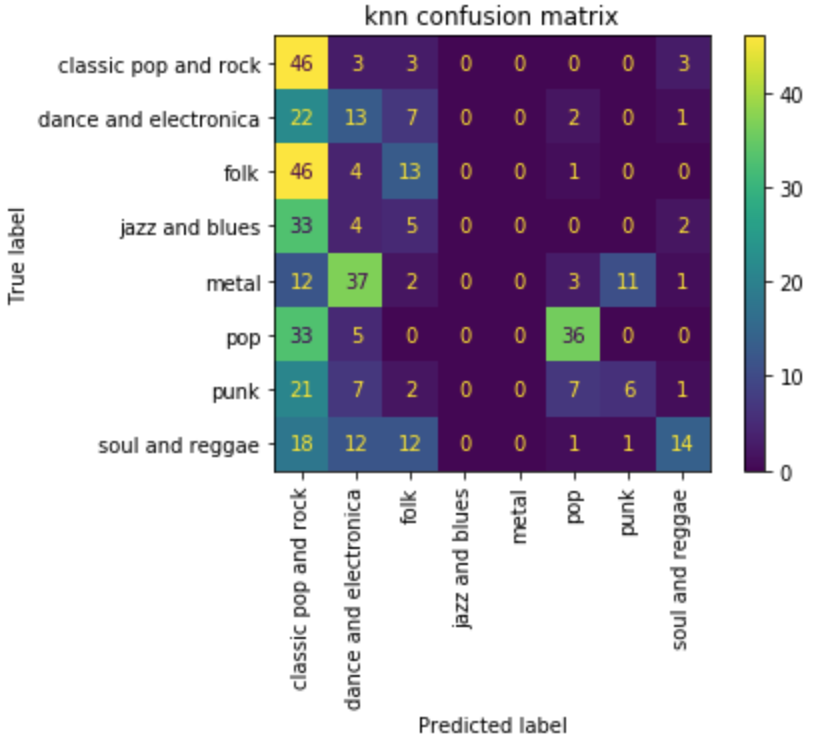 knn confusion matrix
True label
classic pop and rock 46 3 3 0 0 0 0 3
dance and electronica 22 13 7 0 0 2 0 1
folk 46 4 13 0 0 1 0 0
jazz and blues 33 4 5 0 0 0 0 2
metal 12 37 2 0 0 3 11 1
pop 33 5 0 0 0 36 0 0
punk 21 7 2 0 0 7 6 1
soul and reggae 18 12 12 0 0 1 1 14
classic pop and rock
dance and electronica
folk
jazz and blues
metal
pop
punk
soul and reggae
Predicted label
40
30
20
10
0